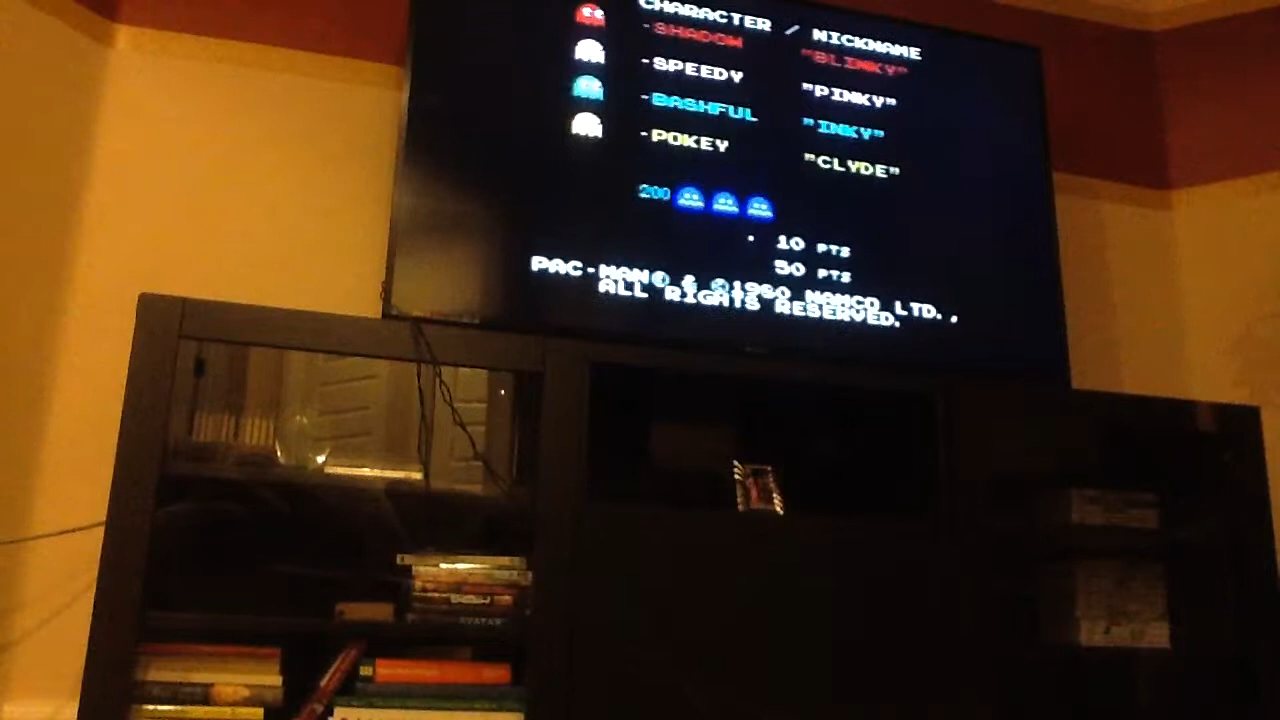 CHARACTER / NICKNAME
-SHADOW "BLINKY"
-SPEEDY "PINKY"
-BASHFUL "INKY"
-POKEY "CLYDE"
200
10 PTS
50 PTS
PAC-MAN© & ©1980 NAMCO LTD.,
ALL RIGHTS RESERVED.
AVATAR